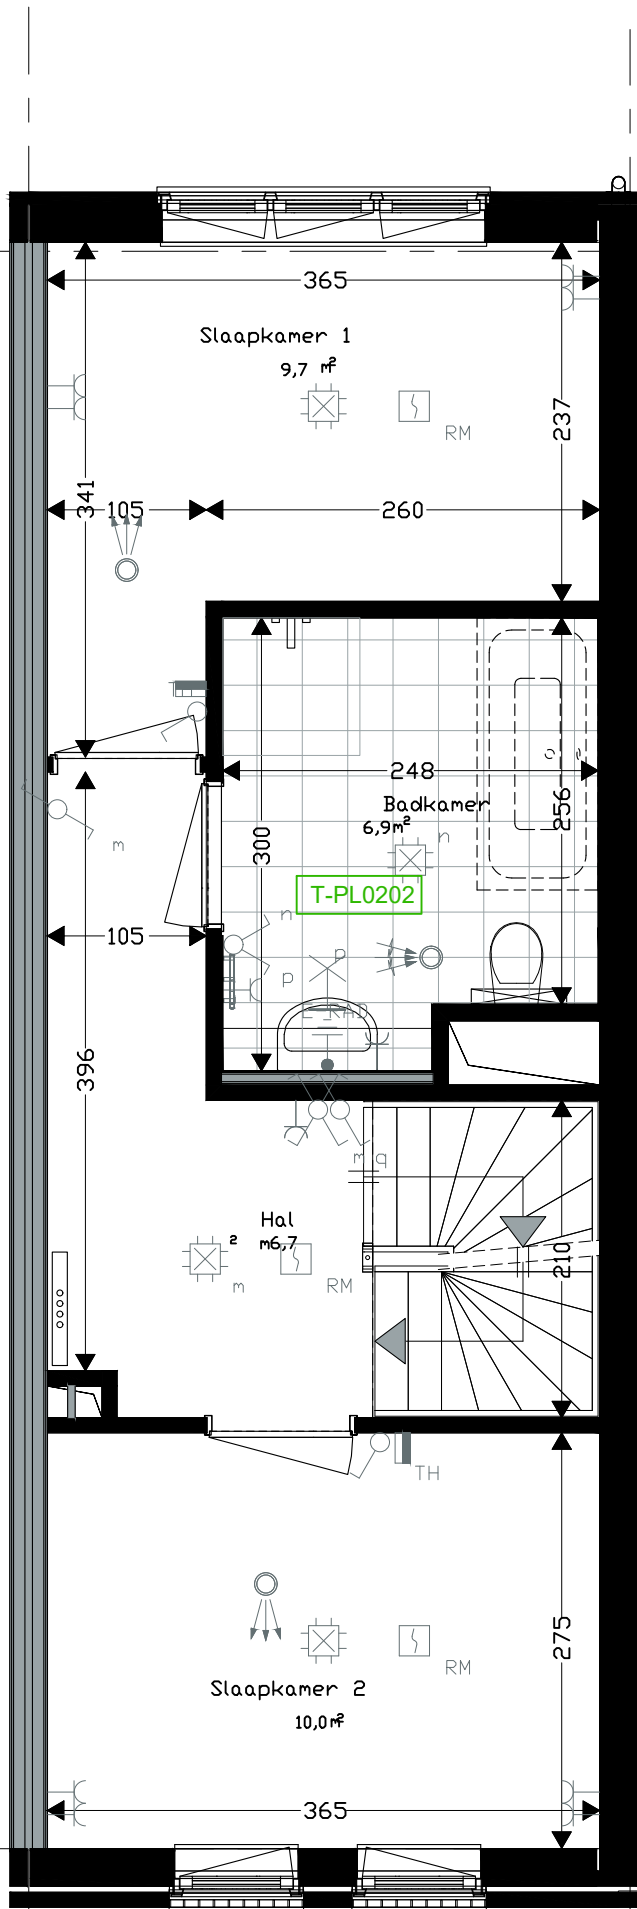 365
Slaapkamer 1
9,7 m²
RM
237
341
105
260
248
Badkamer
6,9m²
n
256
300
T-PL0202
m
105
n
p
p
E_RAD
396
m q
Hal
2
m6,7
m
RM
210
TH
275
RM
Slaapkamer 2
10,0m²
365